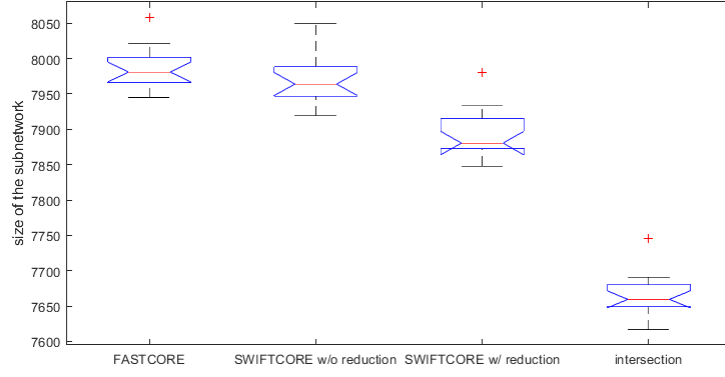 8050
8000
7950
7900
7850
7800
7750
7700
7650
7600
size of the subnetwork
FASTCORE
SWIFTCORE w/o reduction
SWIFTCORE w/ reduction
intersection